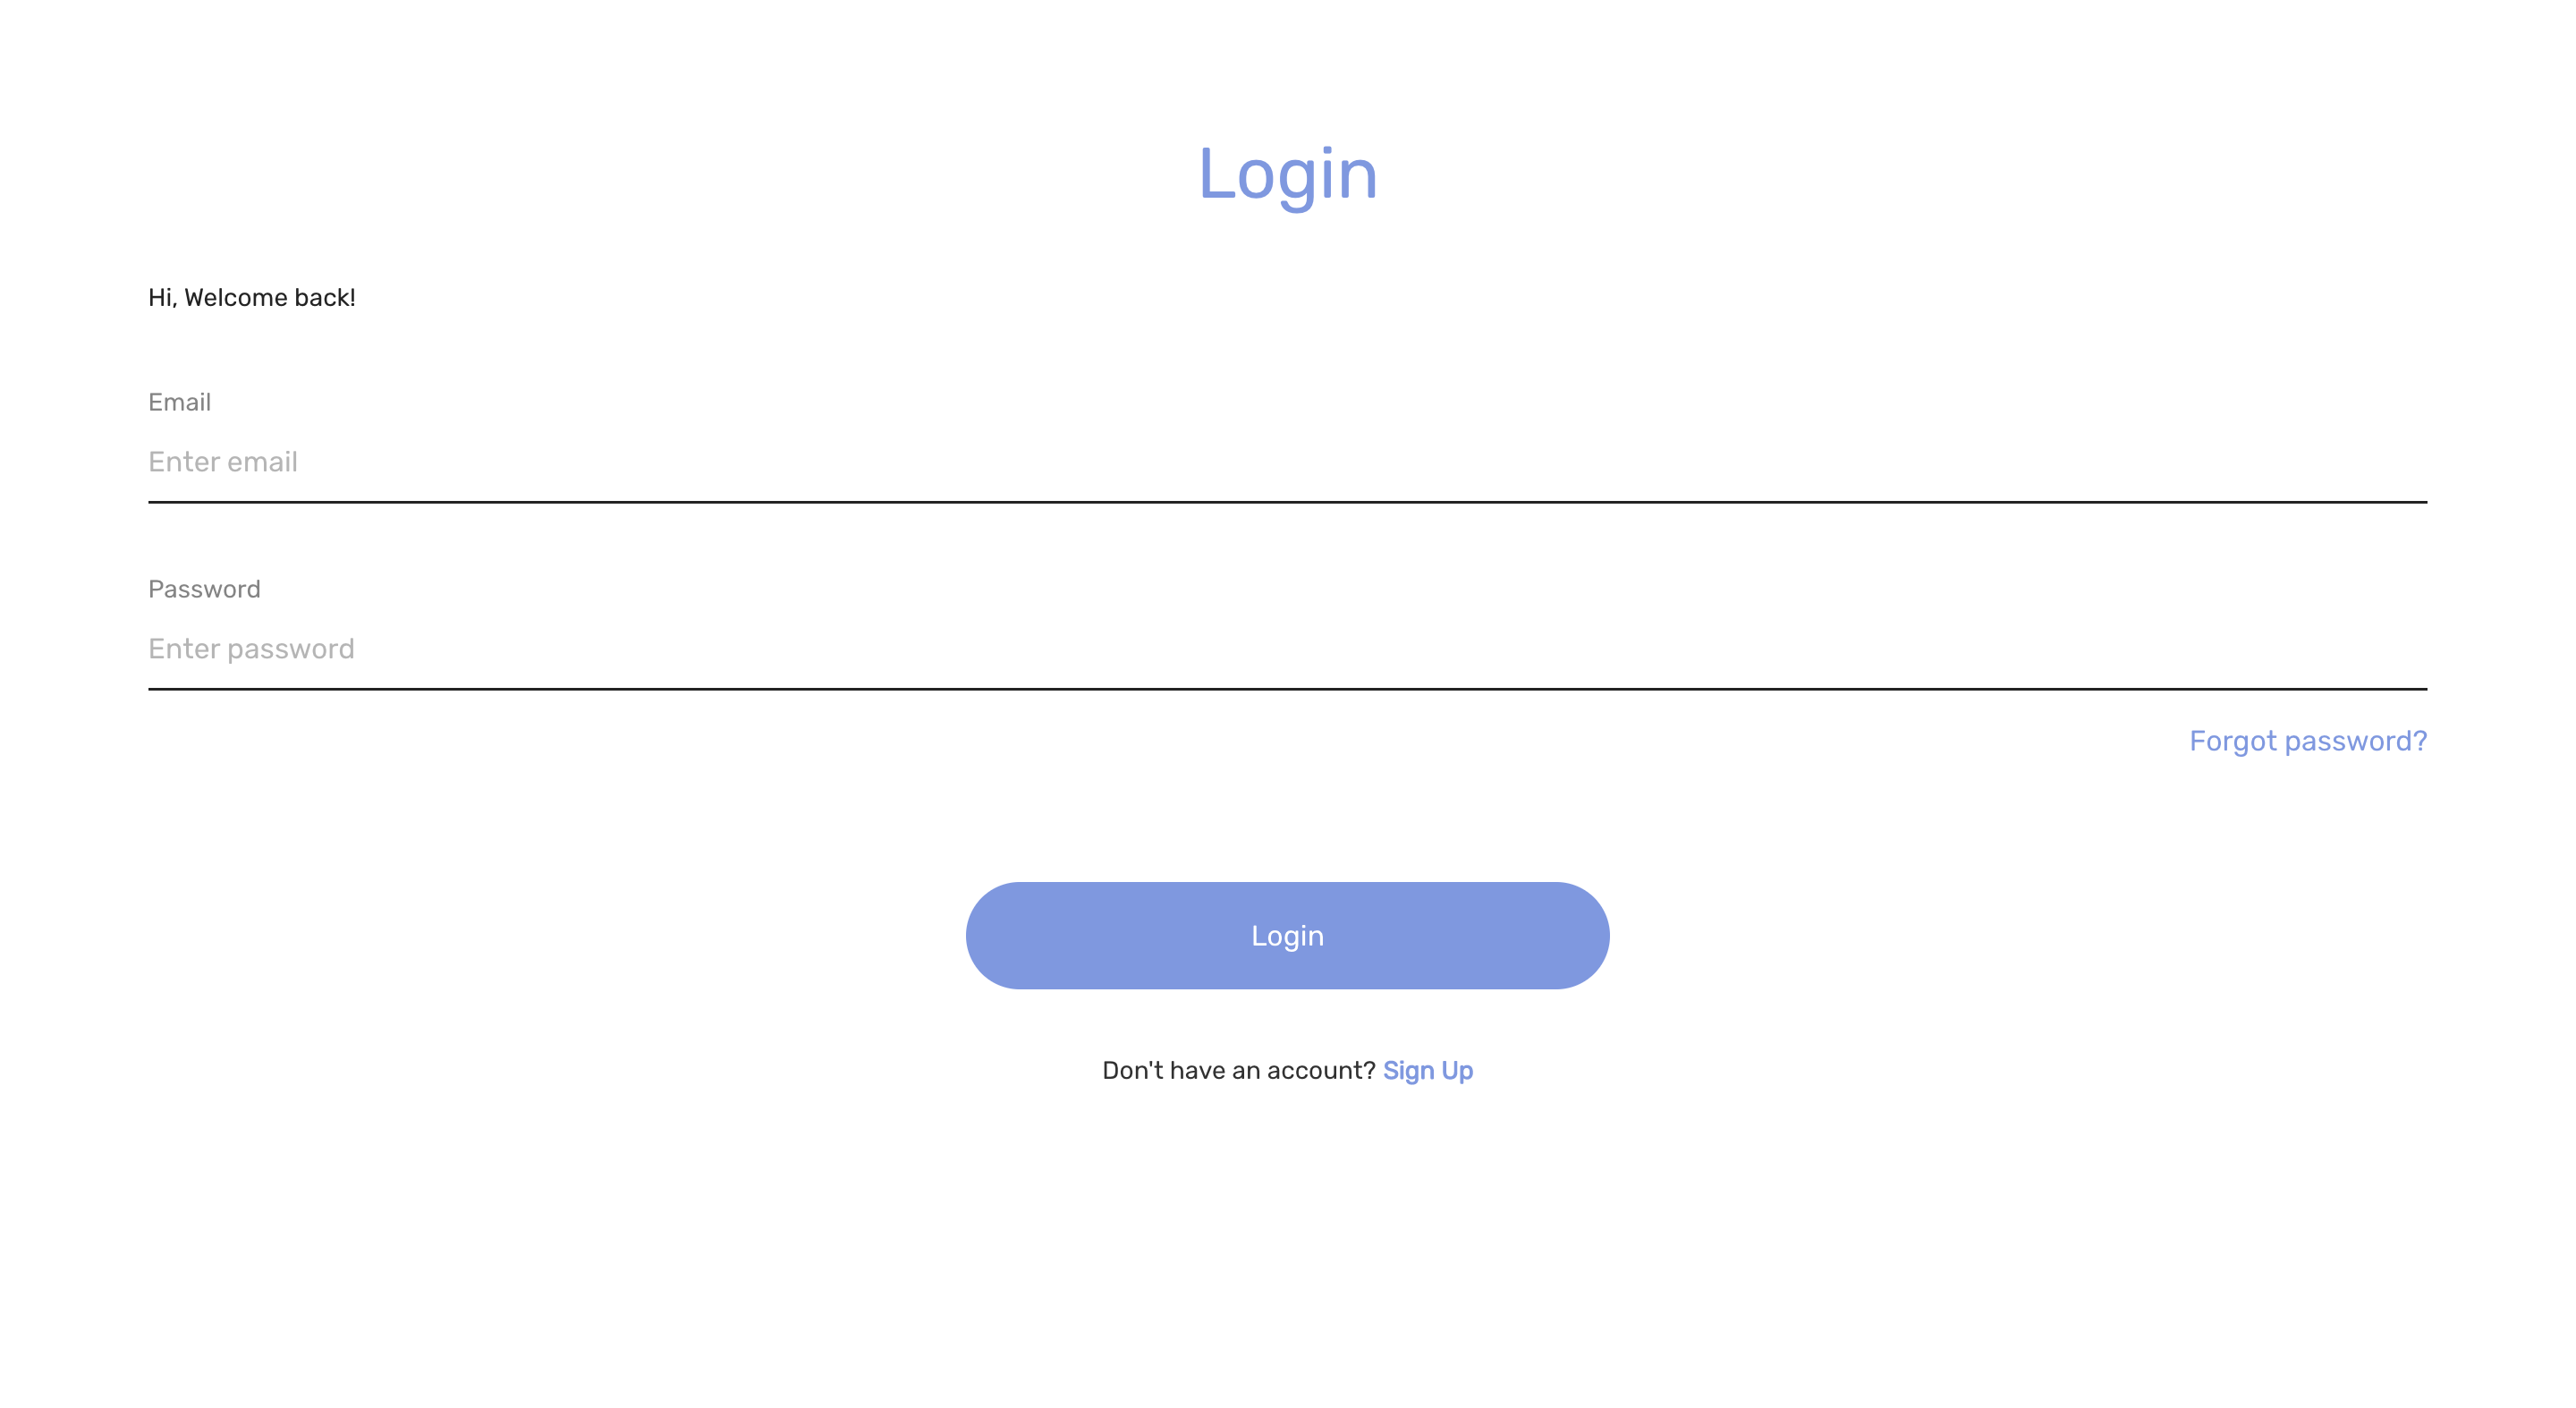 Login
Hi, Welcome back!
Email
Enter email
Password
Enter password
Forgot password?
Login
Don't have an account? Sign Up